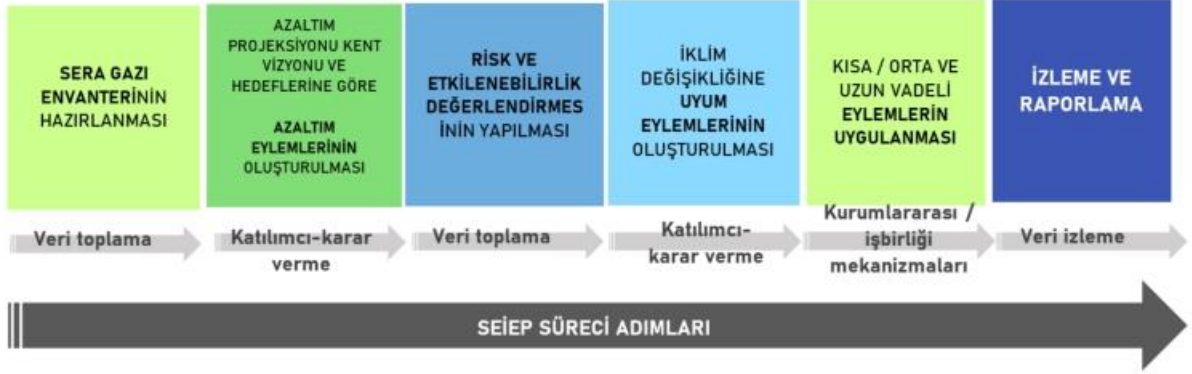 SERA GAZI
ENVANTERİNİN
HAZIRLANMASI
AZALTIM
PROJEKSİYONU KENT
VİZYONU VE
HEDEFLERİNE GÖRE
AZALTIM
EYLEMLERİNİN
OLUŞTURULMASI
RİSK VE
ETKİLENEBİLİRLİK
DEĞERLENDİRMES
İNİN YAPILMASI
İKLİM
DEĞİŞİKLİĞİNE
UYUM
EYLEMLERİNİN
OLUŞTURULMASI
KISA / ORTA VE
UZUN VADELİ
EYLEMLERİN
UYGULANMASI
İZLEME VE
RAPORLAMA
Veri toplama
Katılımcı-karar
verme
Veri toplama
Katılımcı-
karar verme
Kurumlararası /
işbirliği
mekanizmaları
Veri izleme
SEİEP SÜRECİ ADIMLARI